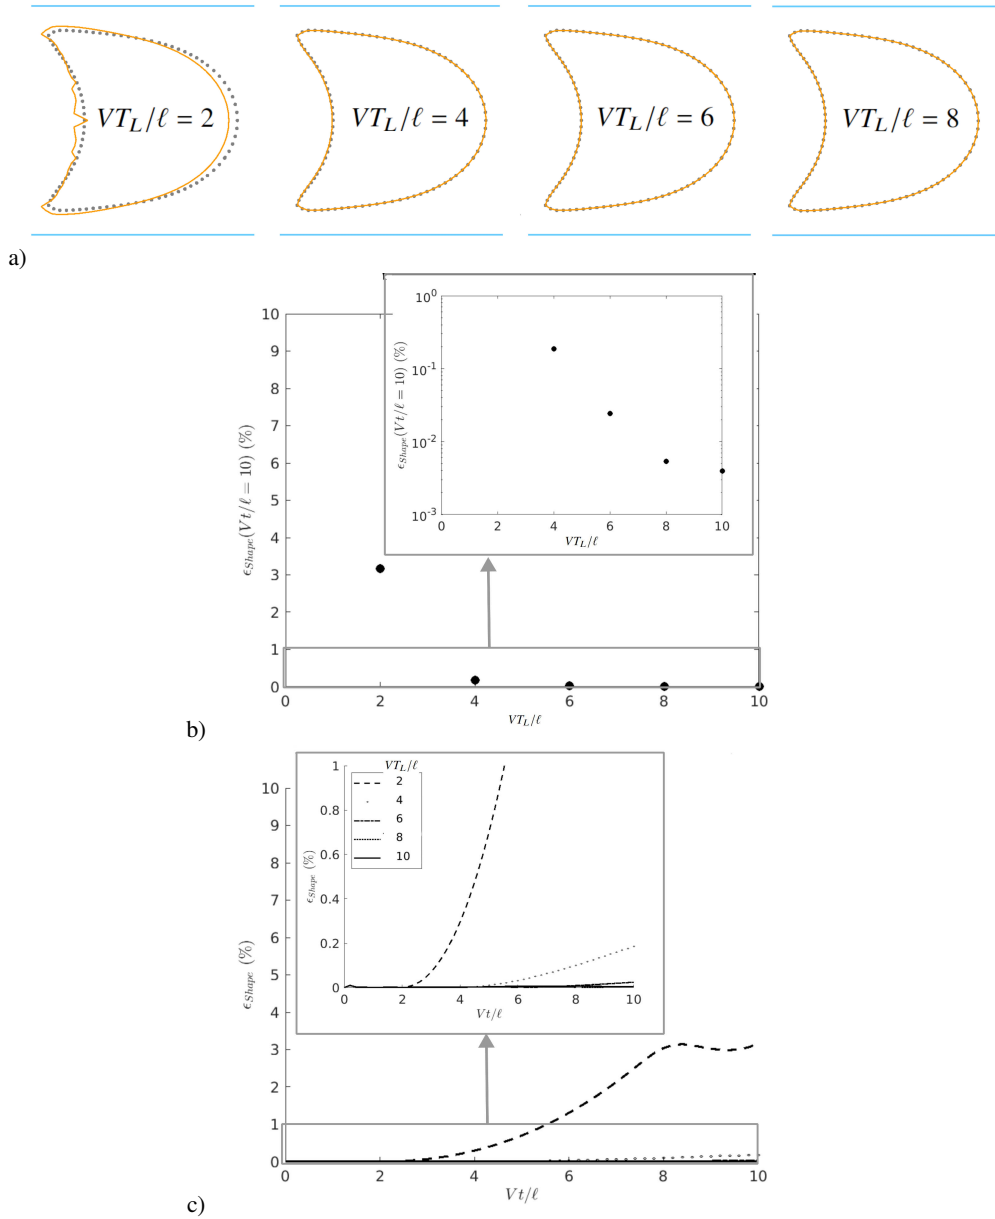 VT_L/ℓ = 2 VT_L/ℓ = 4 VT_L/ℓ = 6 VT_L/ℓ = 8
a)
10
9
8
7
6
5
4
3
2
1
0
0 2 4 6 8 10
ϵ_Shape(Vt/ℓ = 10) (%)
VT_L/ℓ
10^0
10^-1
10^-2
10^-3
0 2 4 6 8 10
ϵ_Shape(Vt/ℓ = 10) (%)
VT_L/ℓ
b)
10
9
8
7
6
5
4
3
2
1
0
0 2 4 6 8 10
ϵ_Shape (%)
Vt/ℓ
1
0.8
0.6
0.4
0.2
0
0 2 4 6 8 10
ϵ_Shape (%)
Vt/ℓ
VT_L/ℓ
2
4
6
8
10
c)